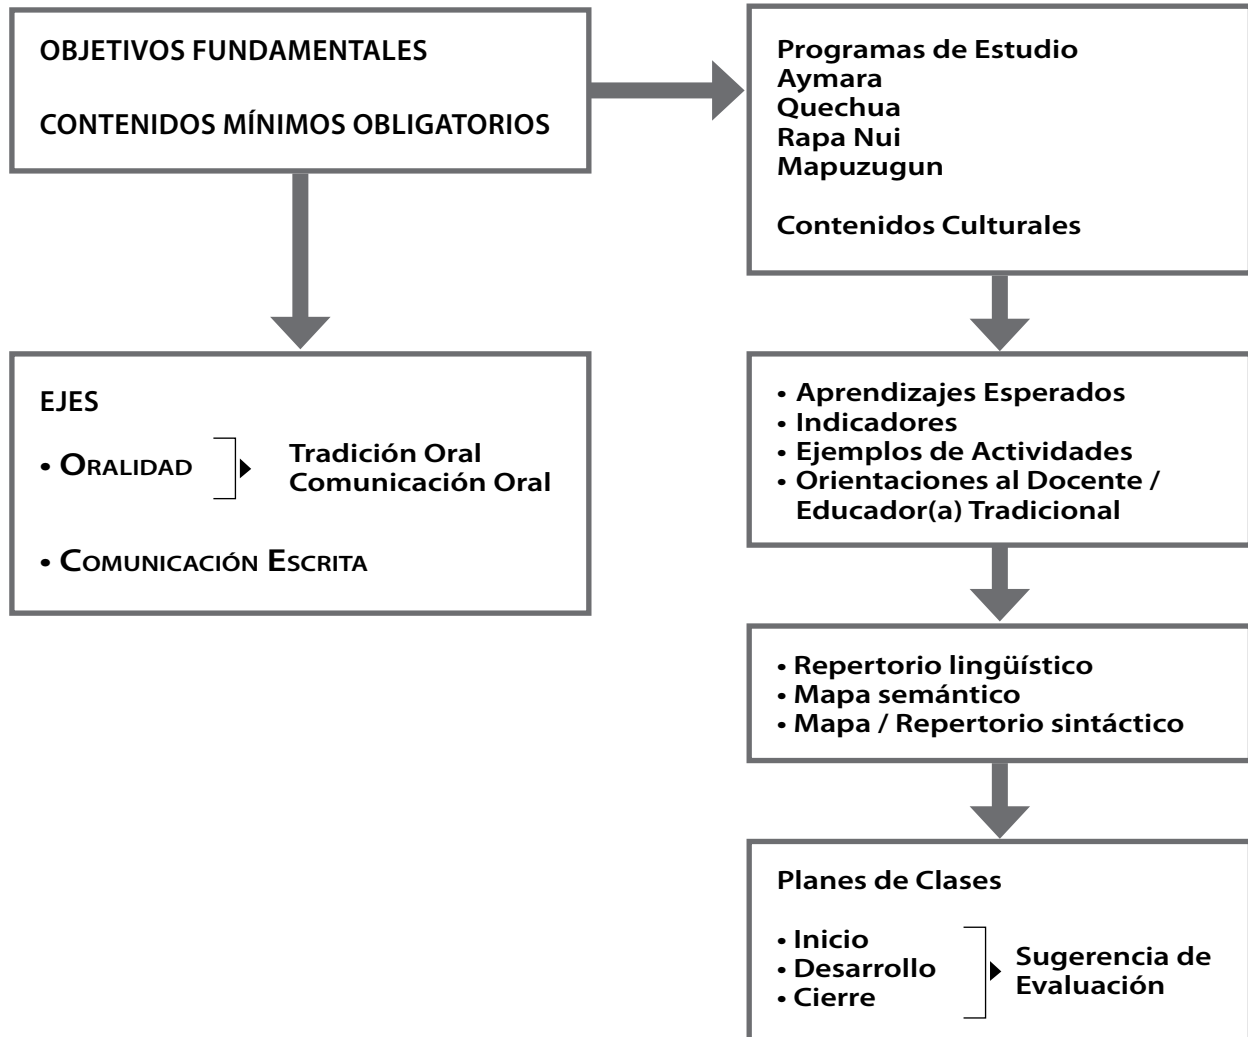 OBJETIVOS FUNDAMENTALES
CONTENIDOS MÍNIMOS OBLIGATORIOS
Programas de Estudio
Aymara
Quechua
Rapa Nui
Mapuzugun
Contenidos Culturales
EJES
• ORALIDAD
Tradición Oral
Comunicación Oral
• COMUNICACIÓN ESCRITA
• Aprendizajes Esperados
• Indicadores
• Ejemplos de Actividades
• Orientaciones al Docente /
Educador(a) Tradicional
• Repertorio lingüístico
• Mapa semántico
• Mapa / Repertorio sintáctico
Planes de Clases
• Inicio
• Desarrollo
• Cierre
Sugerencia de
Evaluación